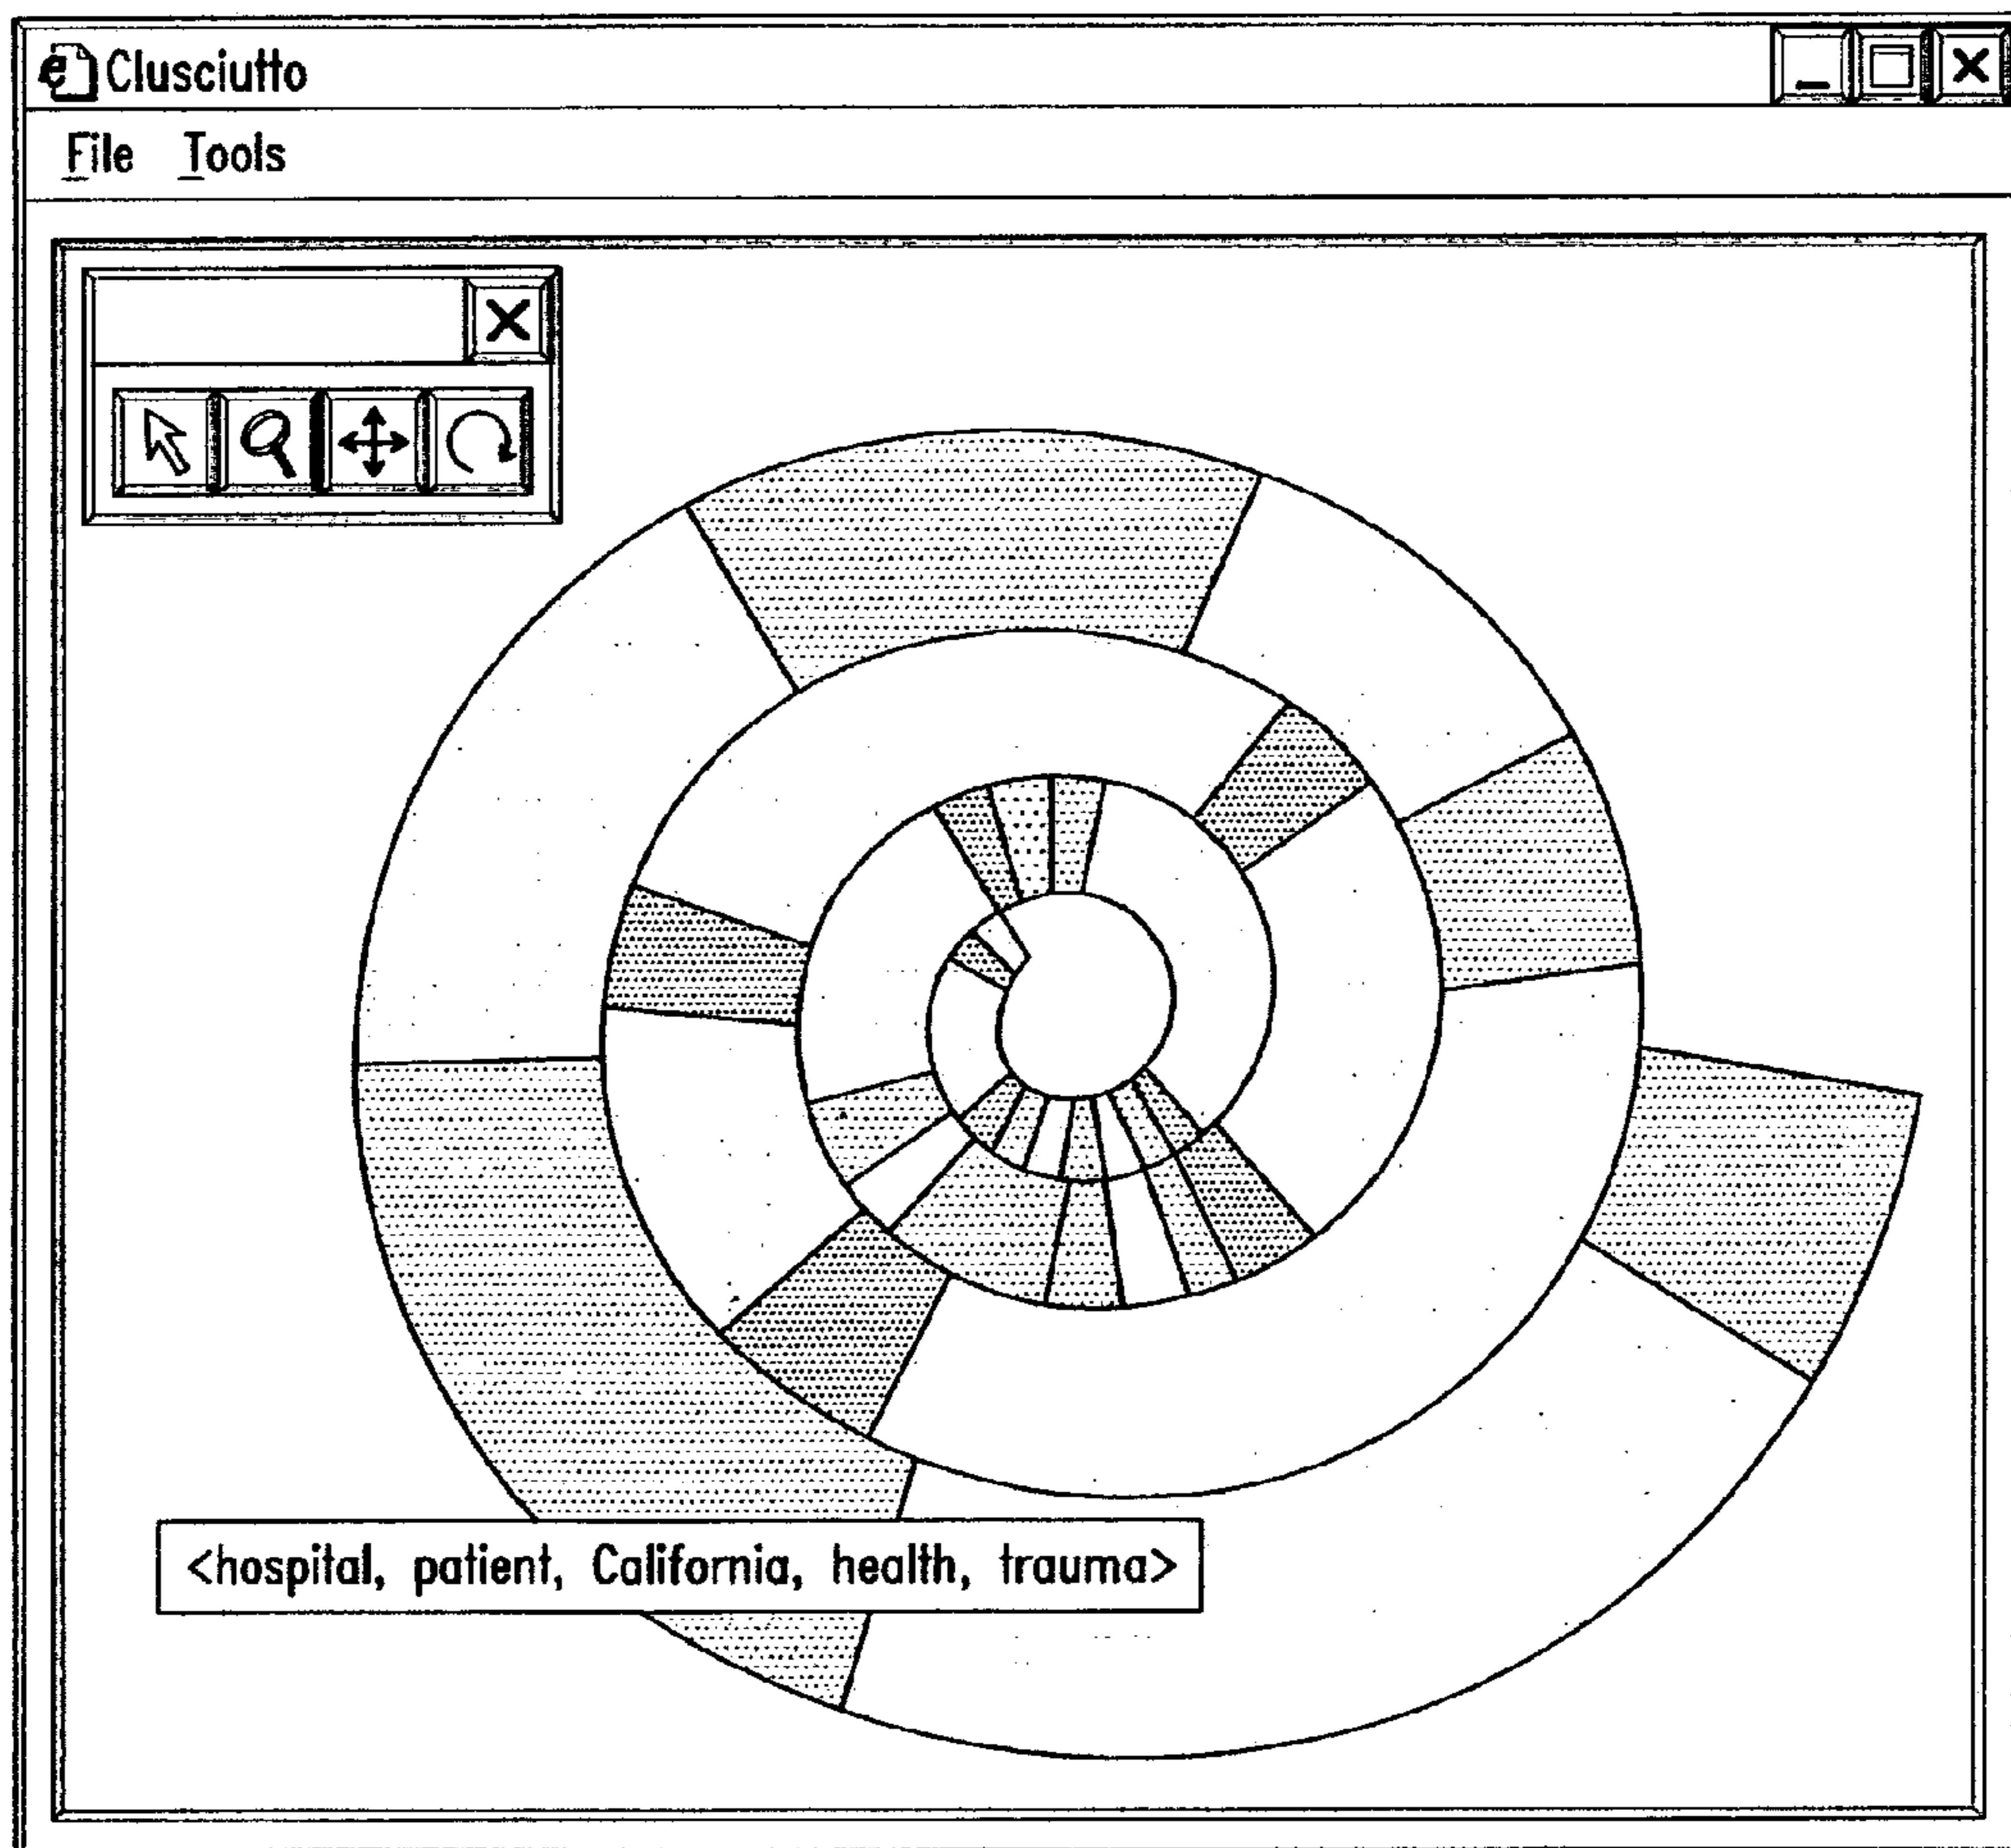 Clusciutto
File Tools
<hospital, patient, California, health, trauma>